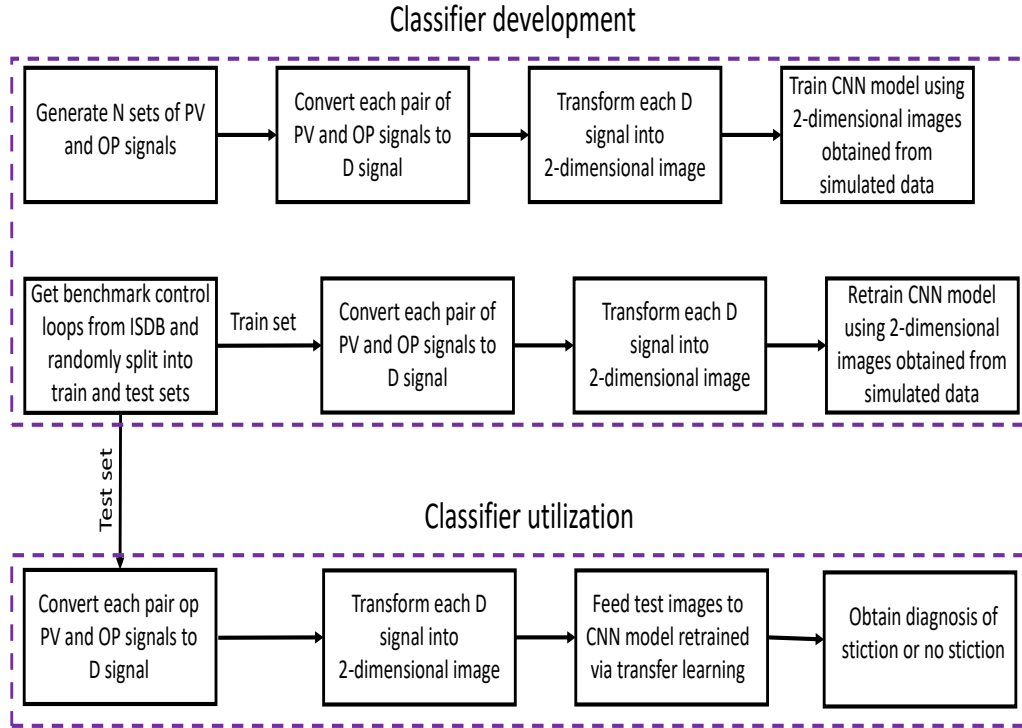 Classifier development
Generate N sets of PV
and OP signals
Convert each pair of
PV and OP signals to
D signal
Transform each D
signal into
2-dimensional image
Train CNN model using
2-dimensional images
obtained from
simulated data
Get benchmark control
loops from ISDB and
randomly split into
train and test sets
Train set
Convert each pair of
PV and OP signals to
D signal
Transform each D
signal into
2-dimensional image
Retrain CNN model
using 2-dimensional
images obtained from
simulated data
Test set
Classifier utilization
Convert each pair op
PV and OP signals to
D signal
Transform each D
signal into
2-dimensional image
Feed test images to
CNN model retrained
via transfer learning
Obtain diagnosis of
stiction or no stiction